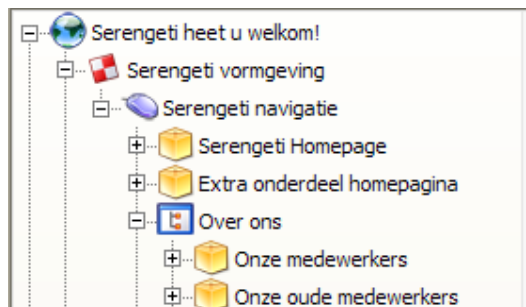 Serengeti heet u welkom!
Serengeti vormgeving
Serengeti navigatie
Serengeti Homepage
Extra onderdeel homepagina
Over ons
Onze medewerkers
Onze oude medewerkers